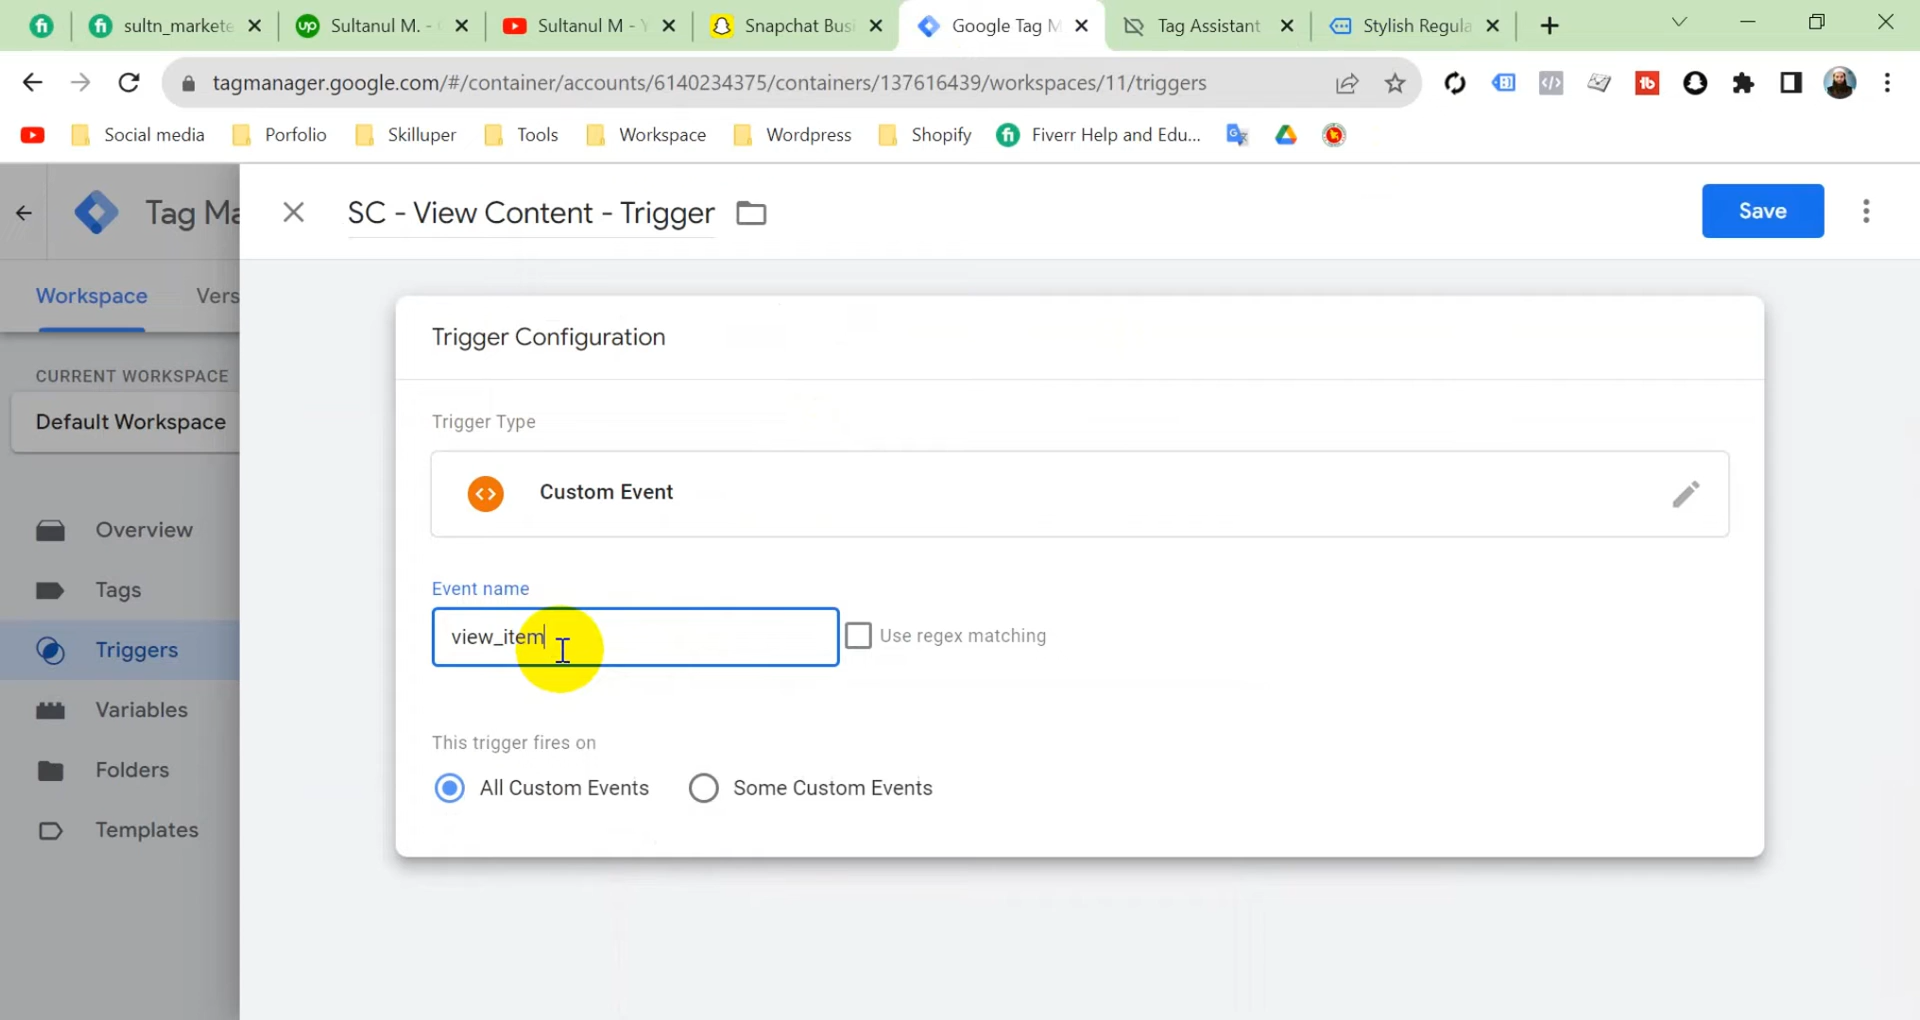 sultn_markete
Sultanul M. -
Sultanul M - Y
Snapchat Busi
Google Tag M
Tag Assistant
Stylish Regula
tagmanager.google.com/#/container/accounts/6140234375/containers/137616439/workspaces/11/triggers
Social media
Porfolio
Skilluper
Tools
Workspace
Wordpress
Shopify
Fiverr Help and Edu...
Tag Ma
SC - View Content - Trigger
Save
Workspace
Vers
Trigger Configuration
CURRENT WORKSPACE
Default Workspace
Trigger Type
Custom Event
Overview
Tags
Triggers
Variables
Folders
Templates
Event name
view_item
Use regex matching
This trigger fires on
All Custom Events
Some Custom Events